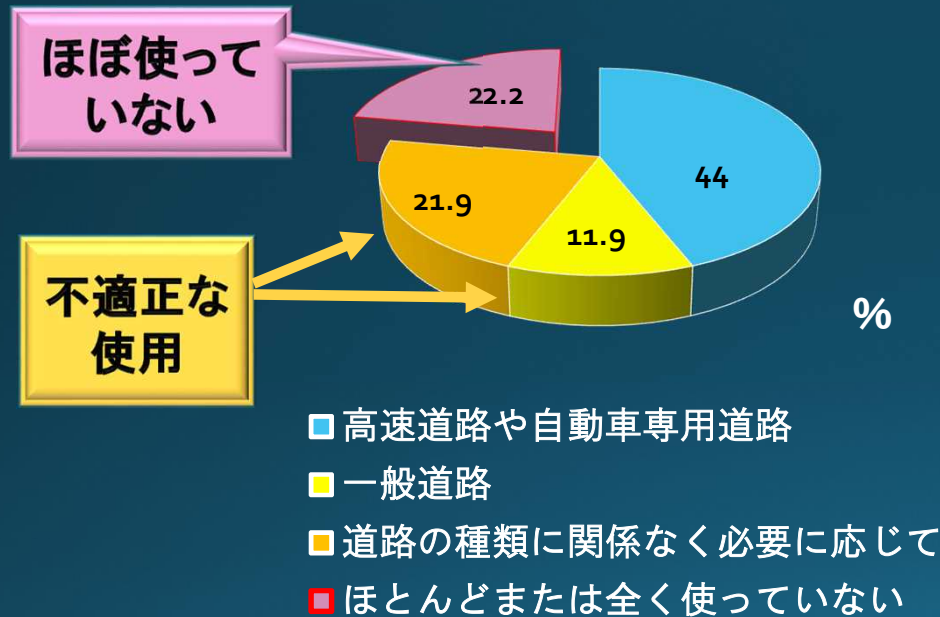 ほぼ使って
いない
22.2
44
21.9
11.9
不適正な
使用
%
高速道路や自動車専用道路
一般道路
道路の種類に関係なく必要に応じて
ほとんどまたは全く使っていない